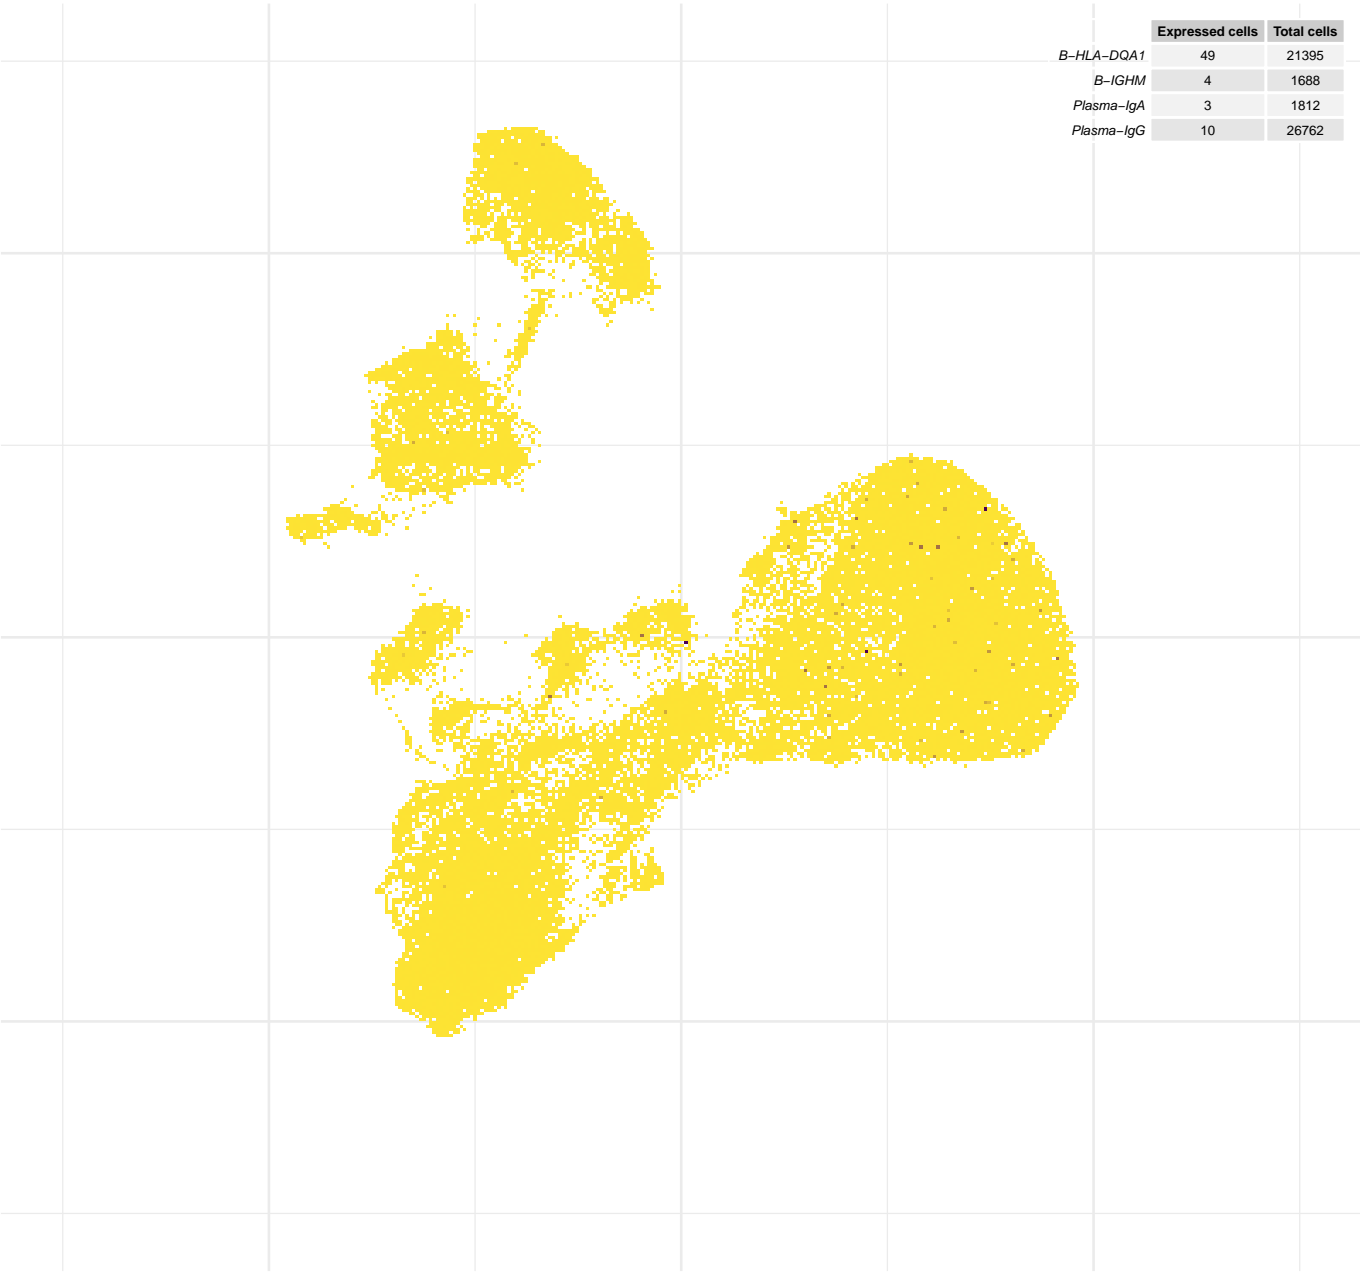 Expressed cells Total cells
B−HLA−DQA1 49 21395
B−IGHM 4 1688
Plasma−IgA 3 1812
Plasma−IgG 10 26762